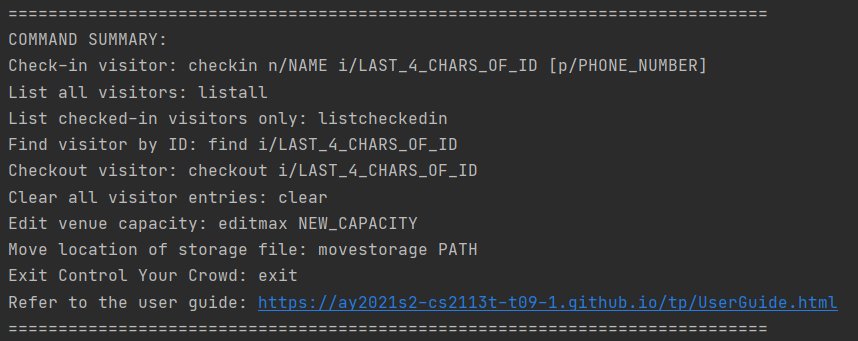 ============================================================================
COMMAND SUMMARY:
Check-in visitor: checkin n/NAME i/LAST_4_CHARS_OF_ID [p/PHONE_NUMBER]
List all visitors: listall
List checked-in visitors only: listcheckedin
Find visitor by ID: find i/LAST_4_CHARS_OF_ID
Checkout visitor: checkout i/LAST_4_CHARS_OF_ID
Clear all visitor entries: clear
Edit venue capacity: editmax NEW_CAPACITY
Move location of storage file: movestorage PATH
Exit Control Your Crowd: exit
Refer to the user guide: https://ay2021s2-cs2113t-t09-1.github.io/tp/UserGuide.html
============================================================================